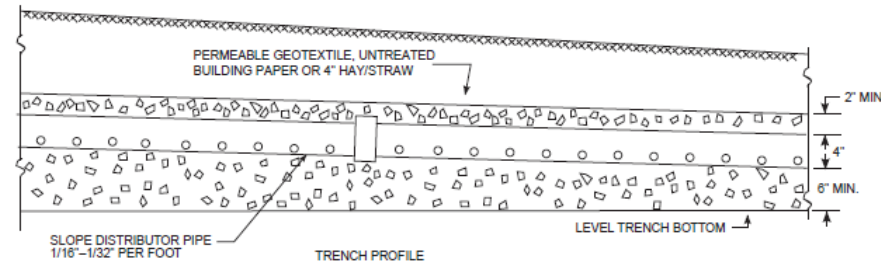 PERMEABLE GEOTEXTILE, UNTREATED
BUILDING PAPER OR 4" HAY/STRAW
2" MIN
4"
6" MIN.
LEVEL TRENCH BOTTOM
SLOPE DISTRIBUTOR PIPE
1/16"–1/32" PER FOOT
TRENCH PROFILE